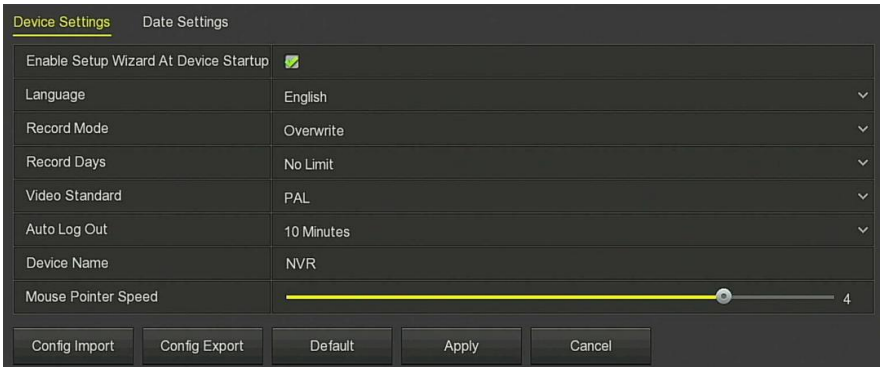 Device Settings Date Settings
Enable Setup Wizard At Device Startup
Language English
Record Mode Overwrite
Record Days No Limit
Video Standard PAL
Auto Log Out 10 Minutes
Device Name NVR
Mouse Pointer Speed 4
Config Import Config Export Default Apply Cancel